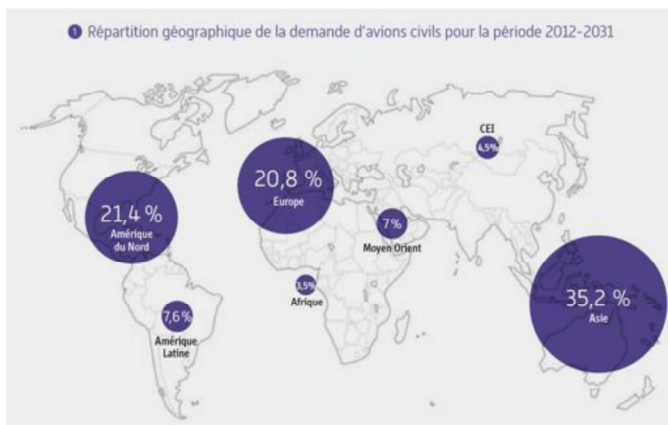 1 Répartition géographique de la demande d'avions civils pour la période 2012-2031
CEI
4,5%
20,8 %
Europe
21,4 %
Amérique
du Nord
7%
Moyen Orient
3,5%
Afrique
7,6%
Amérique
Latine
35,2 %
Asie